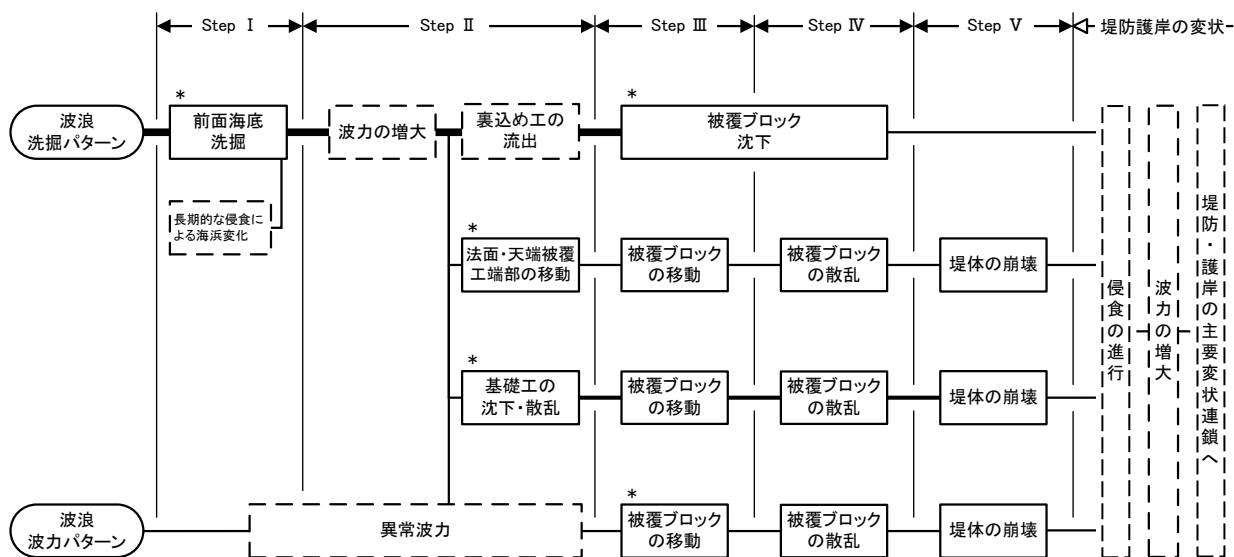 Step Ⅰ
Step Ⅱ
Step Ⅲ
Step Ⅳ
Step Ⅴ
堤防護岸の変状
波浪
洗掘パターン
*
前面海底
洗掘
波力の増大
裏込め工の
流出
*
被覆ブロック
沈下
長期的な侵食に
よる海浜変化
*
法面・天端被覆
工端部の移動
被覆ブロック
の移動
被覆ブロック
の散乱
堤体の崩壊
*
基礎工の
沈下・散乱
被覆ブロック
の移動
被覆ブロック
の散乱
堤体の崩壊
波浪
波力パターン
異常波力
*
被覆ブロック
の移動
被覆ブロック
の散乱
堤体の崩壊
侵食の進行
波力の増大
堤防・護岸の主要変状連鎖へ